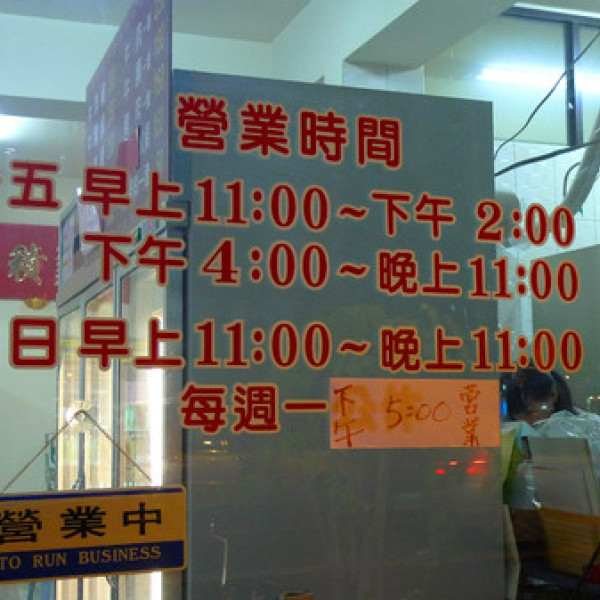 營業時間
五 早上11:00~下午 2:00
下午 4:00~晚上11:00
日 早上11:00~晚上11:00
每週一 下午 5:00 營業
營業中
TO RUN BUSINESS